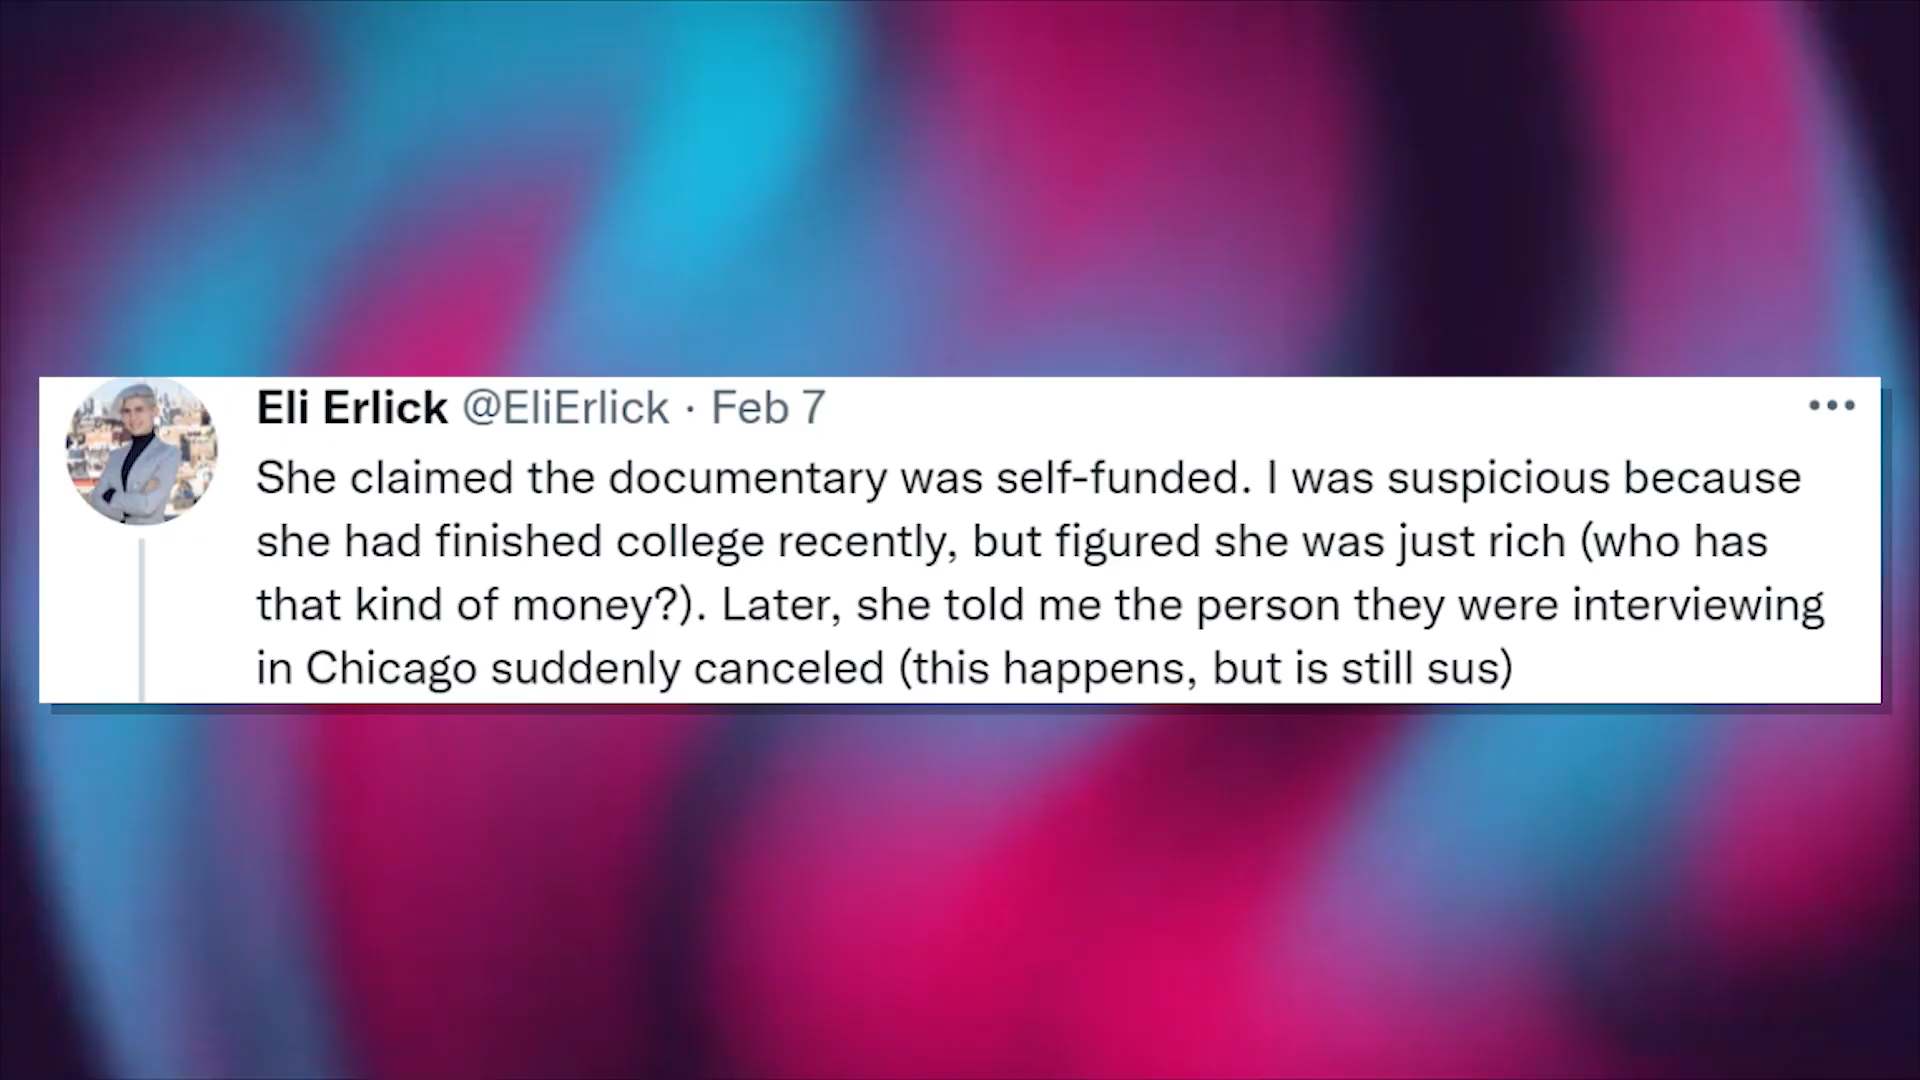 Eli Erlick @EliErlick · Feb 7
She claimed the documentary was self-funded. I was suspicious because
she had finished college recently, but figured she was just rich (who has
that kind of money?). Later, she told me the person they were interviewing
in Chicago suddenly canceled (this happens, but is still sus)